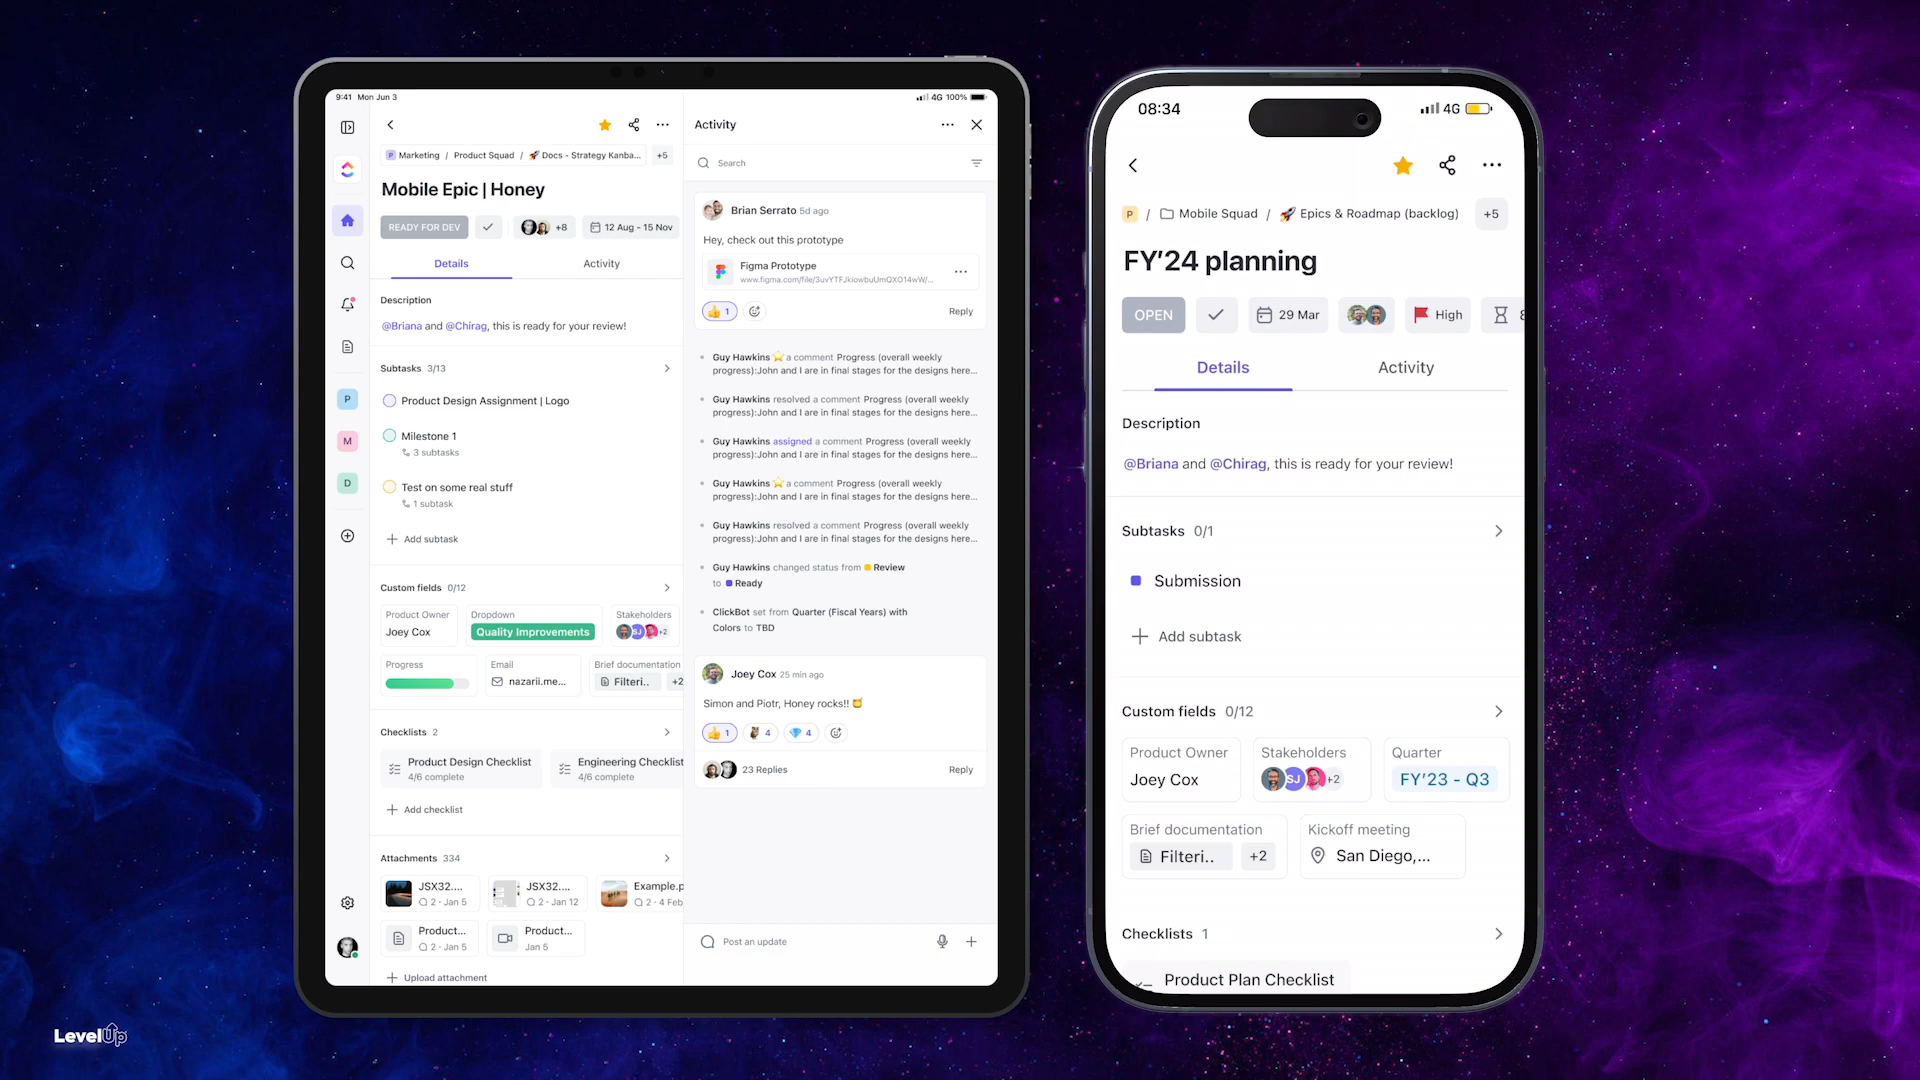 9:41 Mon Jun 3
4G 100%
P Marketing / Product Squad / 🚀 Docs - Strategy Kanba... +5
Mobile Epic | Honey
READY FOR DEV
+8
12 Aug - 15 Nov
Details
Activity
Description
@Briana and @Chirag, this is ready for your review!
Subtasks 3/13
Product Design Assignment | Logo
Milestone 1
3 subtasks
Test on some real stuff
1 subtask
Add subtask
P
M
D
Custom fields 0/12
Product Owner
Joey Cox
Dropdown
Quality Improvements
Stakeholders
SJ +2
Progress
Email
nazarii.me...
Brief documentation
Filteri.. +2
Checklists 2
Product Design Checklist
4/6 complete
Engineering Checklist
4/6 complete
Add checklist
Attachments 334
JSX32....
2 · Jan 5
JSX32....
2 · Jan 12
Example.p
2 · 4 Feb
Product...
2 · Jan 5
Product...
Jan 5
Upload attachment
Activity
Search
Brian Serrato 5d ago
Hey, check out this prototype
Figma Prototype
www.figma.com/file/3uvYTFJkiowbuUmQXO14wW/...
👍 1
Reply
Guy Hawkins ⭐ a comment Progress (overall weekly
progress):John and I are in final stages for the designs here...
Guy Hawkins resolved a comment Progress (overall weekly
progress):John and I are in final stages for the designs here...
Guy Hawkins assigned a comment Progress (overall weekly
progress):John and I are in final stages for the designs here...
Guy Hawkins ⭐ a comment Progress (overall weekly
progress):John and I are in final stages for the designs here...
Guy Hawkins resolved a comment Progress (overall weekly
progress):John and I are in final stages for the designs here...
Guy Hawkins changed status from Review
to Ready
ClickBot set from Quarter (Fiscal Years) with
Colors to TBD
Joey Cox 25 min ago
Simon and Piotr, Honey rocks!! 🍯
👍 1
4
💎 4
23 Replies
Reply
Post an update
08:34
4G
P / Mobile Squad / 🚀 Epics & Roadmap (backlog) +5
FY'24 planning
OPEN
29 Mar
High
Details
Activity
Description
@Briana and @Chirag, this is ready for your review!
Subtasks 0/1
Submission
Add subtask
Custom fields 0/12
Product Owner
Joey Cox
Stakeholders
SJ +2
Quarter
FY'23 - Q3
Brief documentation
Filteri.. +2
Kickoff meeting
San Diego,...
Checklists 1
Product Plan Checklist
LevelUp